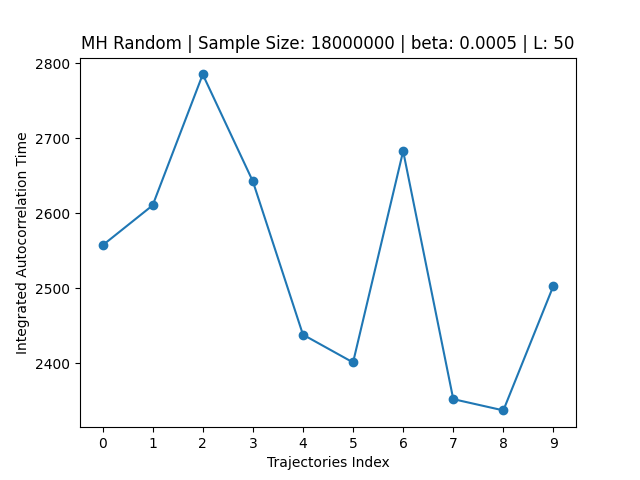 MH Random | Sample Size: 18000000 | beta: 0.0005 | L: 50
2800
2700
2600
2500
2400
Integrated Autocorrelation Time
0 1 2 3 4 5 6 7 8 9
Trajectories Index